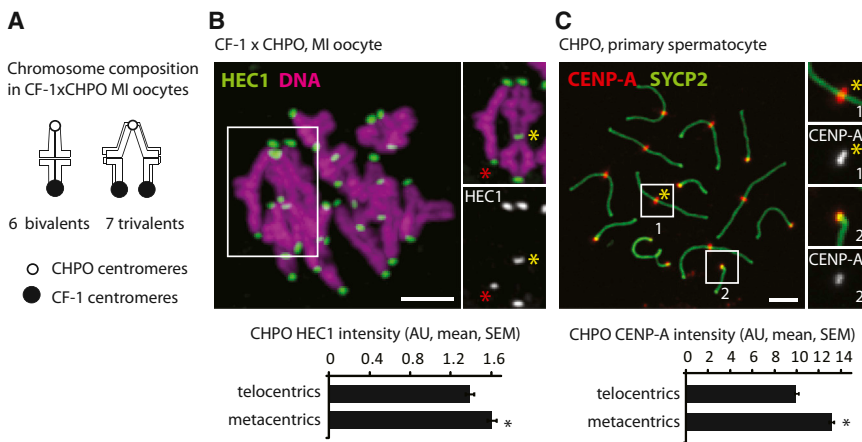 A
Chromosome composition
in CF-1xCHPO MI oocytes
6 bivalents 7 trivalents
CHPO centromeres
CF-1 centromeres
B
CF-1 x CHPO, MI oocyte
HEC1 DNA
*
*
HEC1
*
*
CHPO HEC1 intensity (AU, mean, SEM)
0 0.4 0.8 1.2 1.6
telocentrics
metacentrics *
C
CHPO, primary spermatocyte
CENP-A SYCP2
*
1
2
*
1
CENP-A
*
1
2
CENP-A
2
CHPO CENP-A intensity (AU, mean, SEM)
0 2 4 6 8 10 12 14
telocentrics
metacentrics *